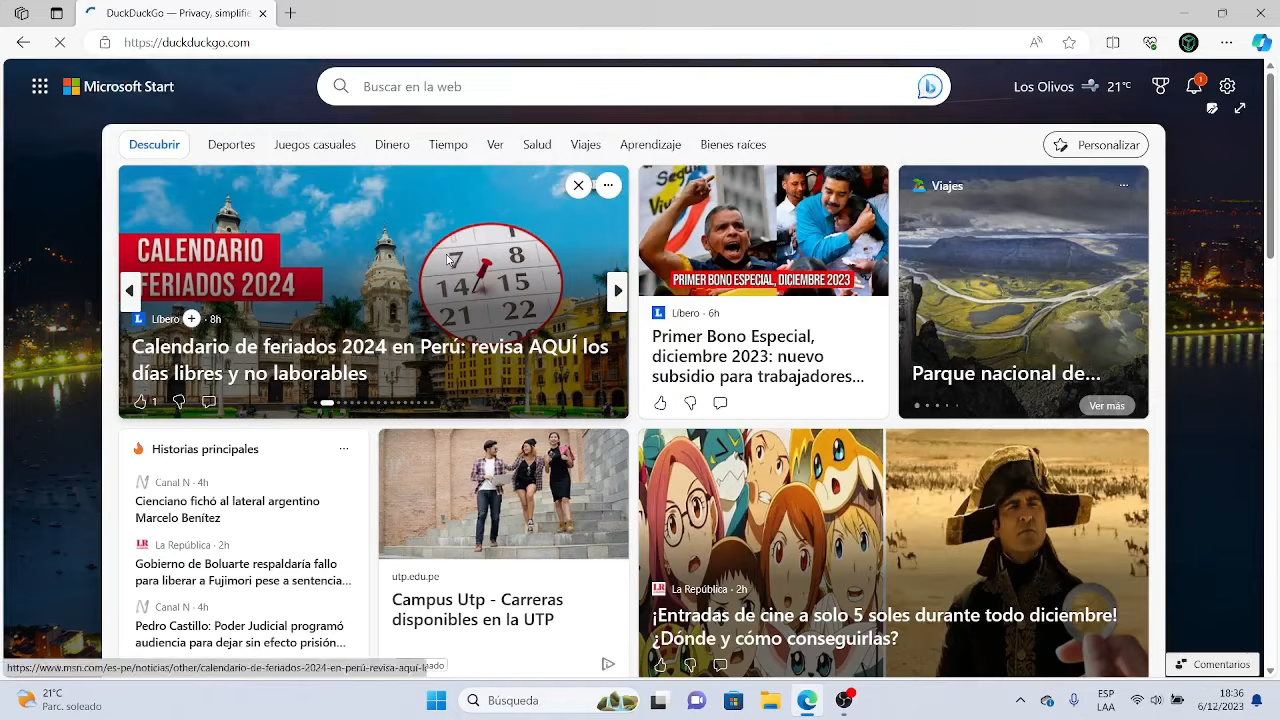 DuckDuckGo — Privacy, simplifie
https://duckduckgo.com
Microsoft Start
Buscar en la web
Los Olivos
21°C
1
Descubrir
Deportes
Juegos casuales
Dinero
Tiempo
Ver
Salud
Viajes
Aprendizaje
Bienes raíces
Personalizar
CALENDARIO
FERIADOS 2024
1
7 8
14 15
21 22
Líbero · 8h
Calendario de feriados 2024 en Perú: revisa AQUÍ los
días libres y no laborables
1
PRIMER BONO ESPECIAL, DICIEMBRE 2023
Líbero · 6h
Primer Bono Especial,
diciembre 2023: nuevo
subsidio para trabajadores...
Viajes
Parque nacional de...
Ver más
Historias principales
Canal N · 4h
Cienciano fichó al lateral argentino
Marcelo Benítez
LR La República · 2h
Gobierno de Boluarte respaldaría fallo
para liberar a Fujimori pese a sentencia...
Canal N · 4h
Pedro Castillo: Poder Judicial programó
audiencia para dejar sin efecto prisión...
utp.edu.pe
Campus Utp - Carreras
disponibles en la UTP
LR La República · 2h
¡Entradas de cine a solo 5 soles durante todo diciembre!
¿Dónde y cómo conseguirlas?
Comentarios
https://www.msn.com/es-pe/noticias/other/calendario-de-feriados-2024-en-perú-revisa-aquí-l
21°C
Parc. soleado
Búsqueda
ESP
LAA
18:36